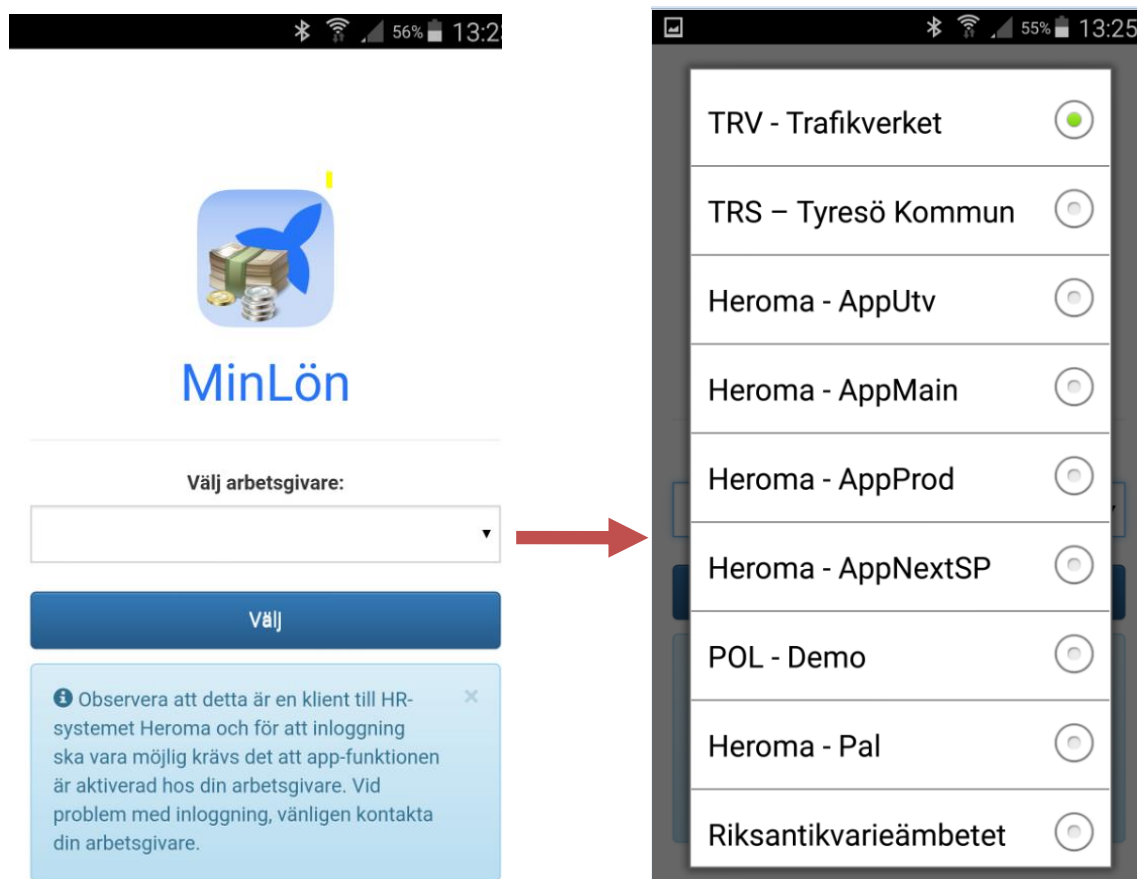 56% 13:2
MinLön
Välj arbetsgivare:
Välj
Observera att detta är en klient till HR-
systemet Heroma och för att inloggning
ska vara möjlig krävs det att app-funktionen
är aktiverad hos din arbetsgivare. Vid
problem med inloggning, vänligen kontakta
din arbetsgivare.
55% 13:25
TRV - Trafikverket
TRS – Tyresö Kommun
Heroma - AppUtv
Heroma - AppMain
Heroma - AppProd
Heroma - AppNextSP
POL - Demo
Heroma - Pal
Riksantikvarieämbetet